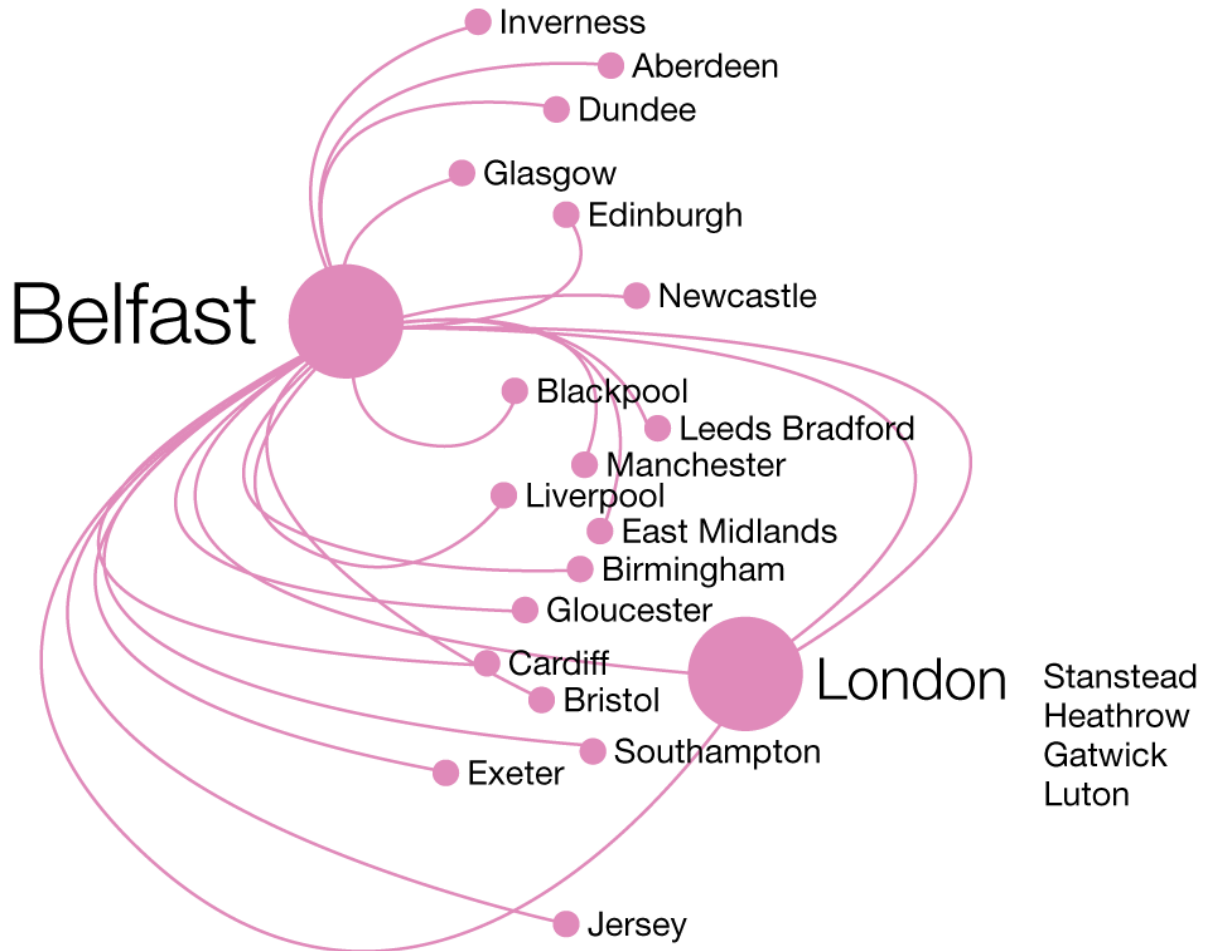 Inverness
Aberdeen
Dundee
Glasgow
Edinburgh
Newcastle
Belfast
Blackpool
Leeds Bradford
Manchester
Liverpool
East Midlands
Birmingham
Gloucester
Cardiff
London
Stanstead
Bristol
Heathrow
Southampton
Gatwick
Exeter
Luton
Jersey